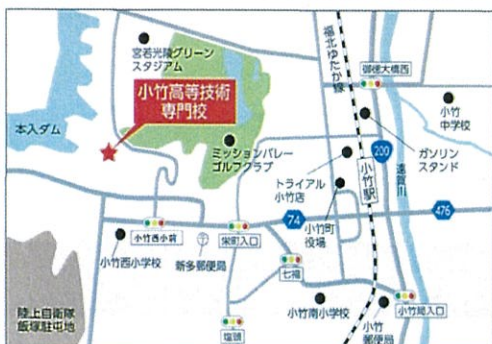 宮若光陵グリーン
スタジアム
小竹高等技術
専門校
本入ダム
ミッションバレー
ゴルフクラブ
福北ゆたか線
御徳大橋西
小竹
中学校
ガソリン
スタンド
200
遠賀川
小竹駅
トライアル
小竹店
小竹町
役場
74
476
小竹西小前
小竹西小学校
新多郵便局
栄町入口
七福
陸上自衛隊
飯塚駐屯地
塩頭
小竹南小学校
小竹
郵便局
小竹局入口